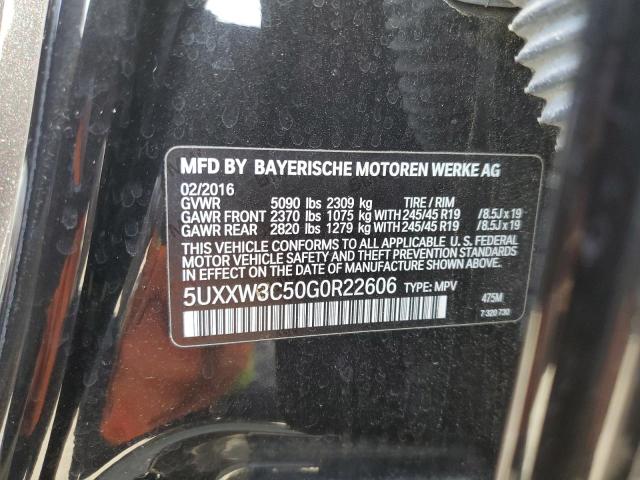 MFD BY BAYERISCHE MOTOREN WERKE AG
02/2016
GVWR 5090 lbs 2309 kg TIRE / RIM
GAWR FRONT 2370 lbs 1075 kg WITH 245/45 R19 / 8.5J x 19
GAWR REAR 2820 lbs 1279 kg WITH 245/45 R19 / 8.5J x 19
THIS VEHICLE CONFORMS TO ALL APPLICABLE U. S. FEDERAL
MOTOR VEHICLE SAFETY STANDARDS IN EFFECT ON THE DATE OF
MANUFACTURE SHOWN ABOVE.
5UXXW3C50G0R22606 TYPE: MPV 475M
7 320 730